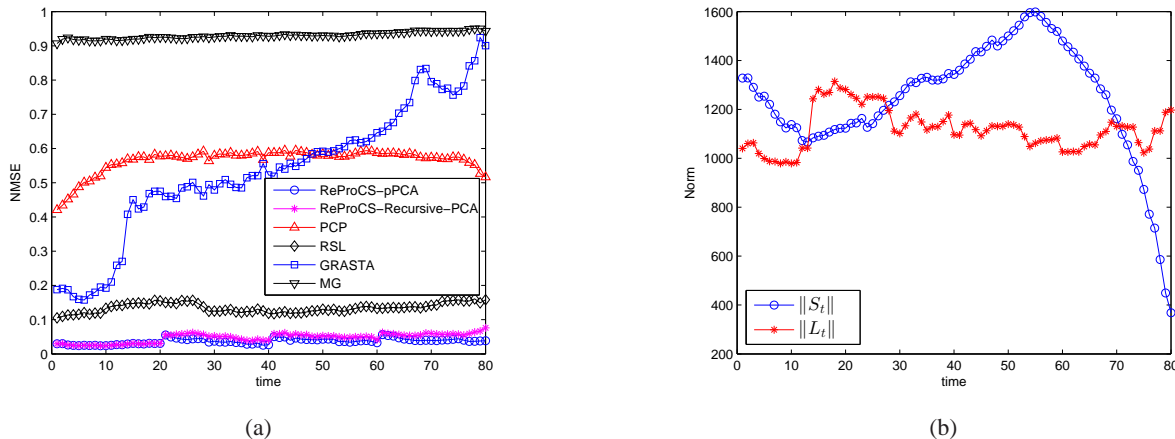 1
0.9
0.8
0.7
0.6
0.5
0.4
0.3
0.2
0.1
0
NMSE
0 10 20 30 40 50 60 70 80
time
ReProCS−pPCA
ReProCS−Recursive−PCA
PCP
RSL
GRASTA
MG
(a)
1600
1400
1200
1000
800
600
400
200
Norm
0 10 20 30 40 50 60 70 80
time
‖S_t‖
‖L_t‖
(b)